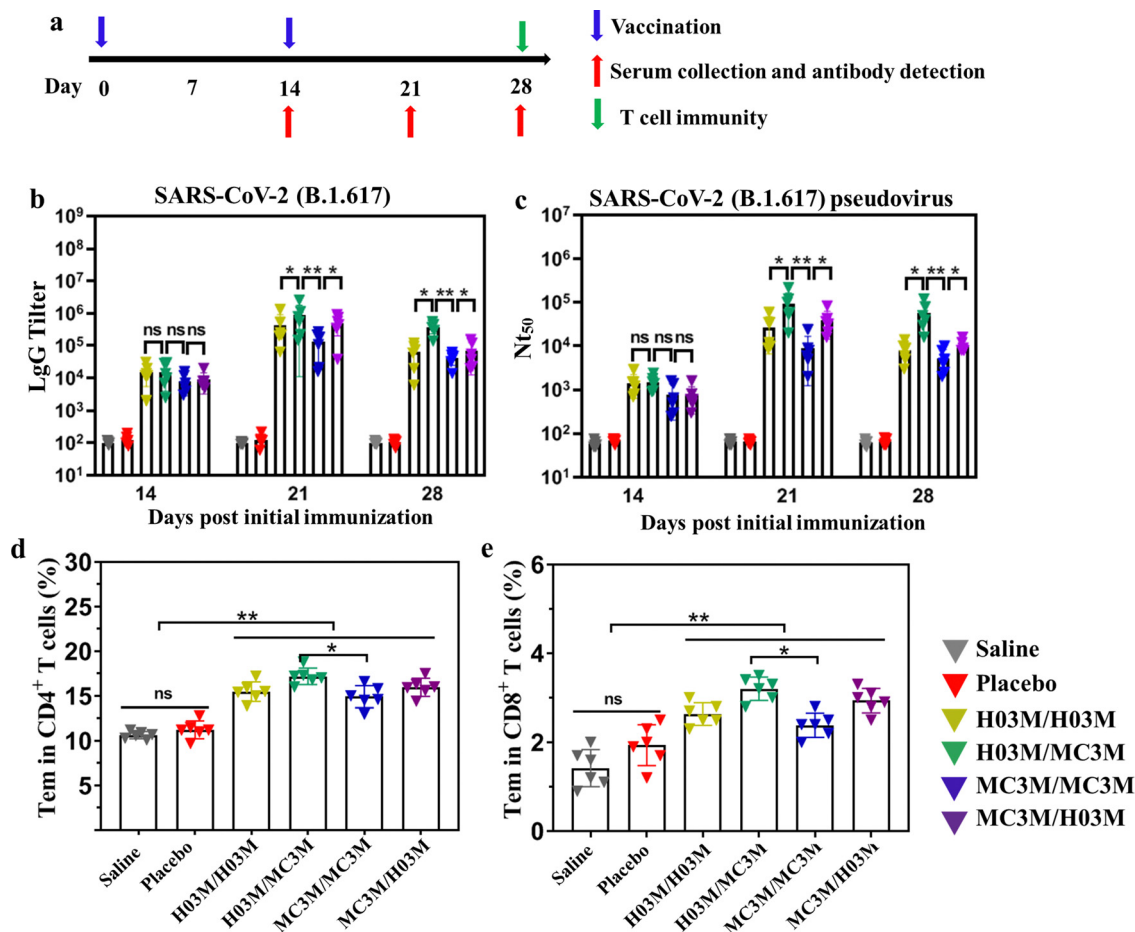 a
Vaccination
Serum collection and antibody detection
T cell immunity
Day 0 7 14 21 28
b
SARS-CoV-2 (B.1.617)
LgG Tilter
10⁹
10⁸
10⁷
10⁶
10⁵
10⁴
10³
10²
10¹
ns ns ns
* ** *
* ** *
14 21 28
Days post initial immunization
c
SARS-CoV-2 (B.1.617) pseudovirus
Nt₅₀
10⁷
10⁶
10⁵
10⁴
10³
10²
10¹
ns ns ns
* ** *
* ** *
14 21 28
Days post initial immunization
d
Tem in CD4⁺ T cells (%)
30
25
20
15
10
5
**
*
ns
Saline
Placebo
H03M/H03M
H03M/MC3M
MC3M/MC3M
MC3M/H03M
e
Tem in CD8⁺ T cells (%)
6
4
2
0
**
*
ns
Saline
Placebo
H03M/H03M
H03M/MC3M
MC3M/MC3M
MC3M/H03M
Saline
Placebo
H03M/H03M
H03M/MC3M
MC3M/MC3M
MC3M/H03M